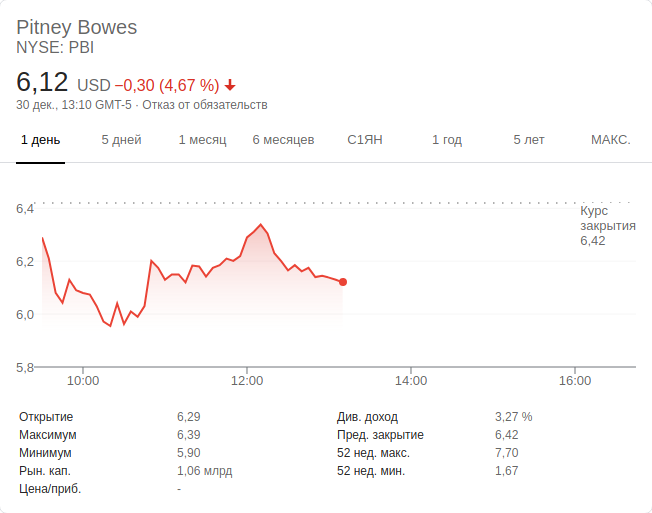 Pitney Bowes
NYSE: PBI
6,12 USD −0,30 (4,67 %)
30 дек., 13:10 GMT-5 · Отказ от обязательств
1 день 5 дней 1 месяц 6 месяцев С1ЯН 1 год 5 лет МАКС.
6,4
Курс
закрытия
6,42
6,2
6,0
5,8
10:00 12:00 14:00 16:00
Открытие 6,29 Див. доход 3,27 %
Максимум 6,39 Пред. закрытие 6,42
Минимум 5,90 52 нед. макс. 7,70
Рын. кап. 1,06 млрд 52 нед. мин. 1,67
Цена/приб. -